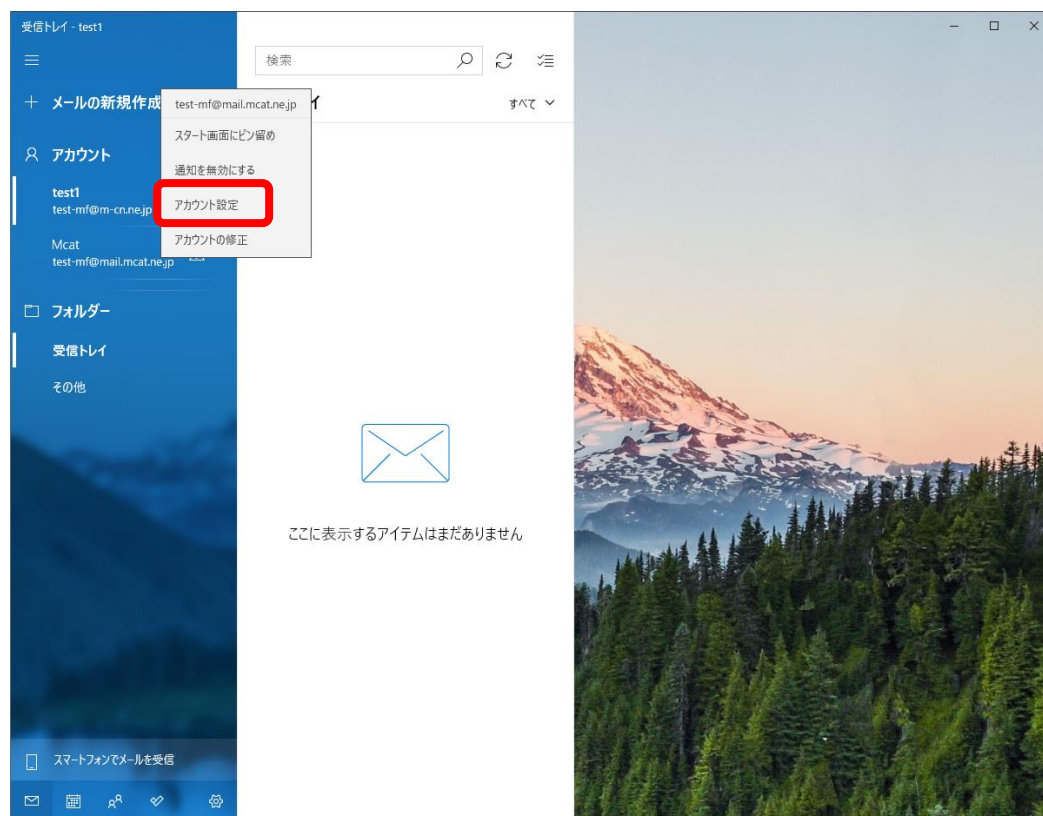 受信トレイ - test1
検索
メールの新規作成
すべて
test-mf@mail.mcat.ne.jp
スタート画面にピン留め
通知を無効にする
アカウント設定
アカウントの修正
アカウント
test1
test-mf@m-cn.ne.jp
Mcat
test-mf@mail.mcat.ne.jp
フォルダー
受信トレイ
その他
ここに表示するアイテムはまだありません
スマートフォンでメールを受信